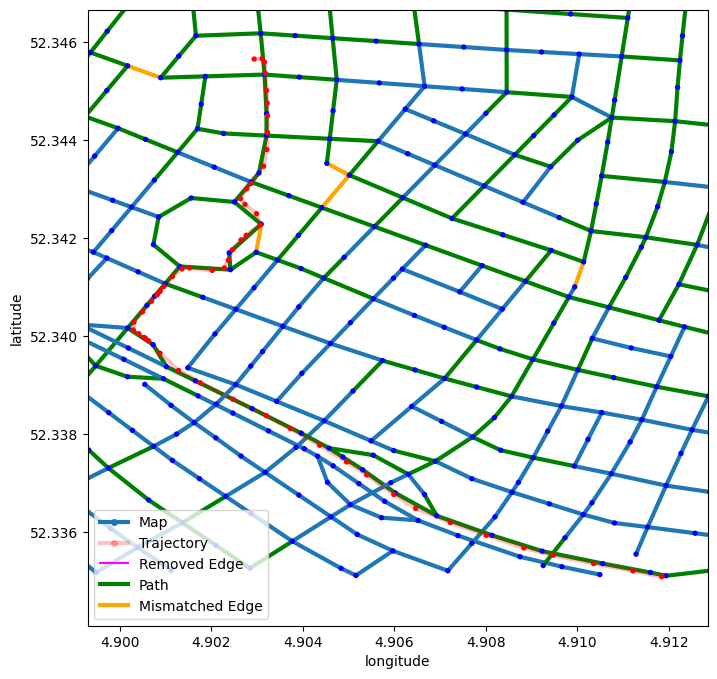 52.346
52.344
52.342
52.340
52.338
52.336
latitude
Map
Trajectory
Removed Edge
Path
Mismatched Edge
4.900 4.902 4.904 4.906 4.908 4.910 4.912
longitude